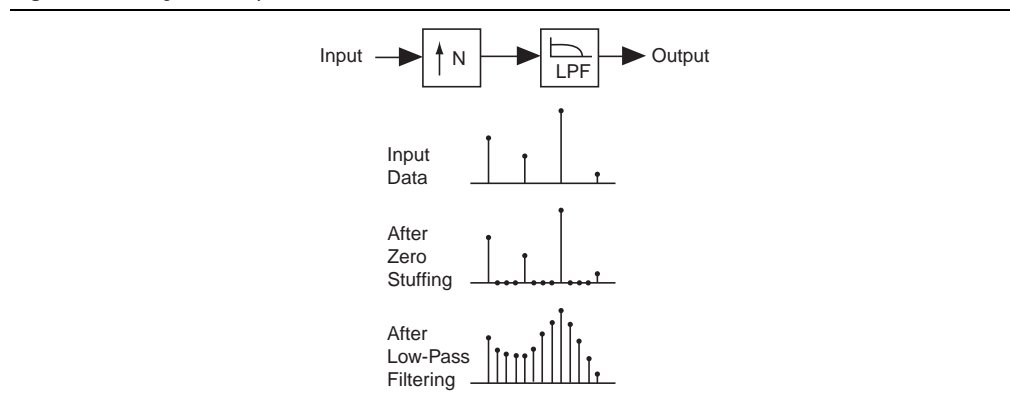 Input
N
LPF
Output
Input
Data
After
Zero
Stuffing
After
Low-Pass
Filtering